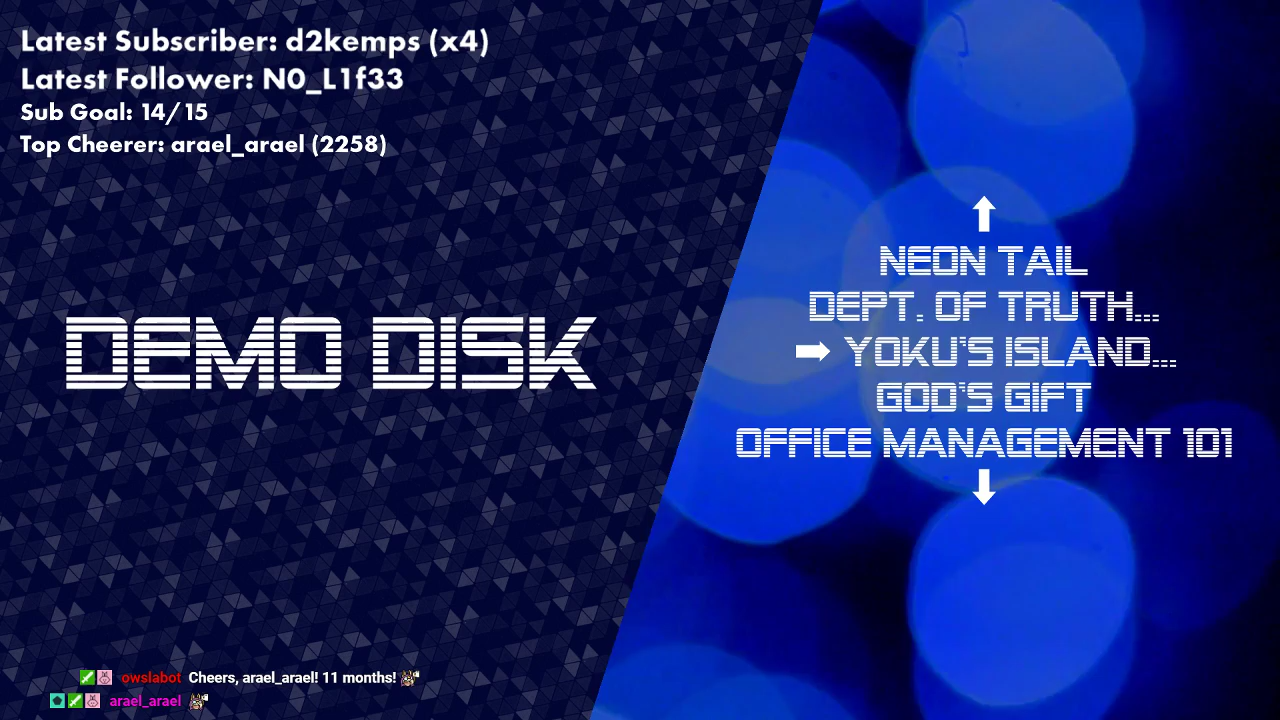 Latest Subscriber: d2kemps (x4)
Latest Follower: N0_L1f33
Sub Goal: 14/15
Top Cheerer: arael_arael (2258)
DEMO DISK
NEON TAIL
DEPT. OF TRUTH...
YOKU'S ISLAND...
GOD'S GIFT
OFFICE MANAGEMENT 101
owslabot Cheers, arael_arael! 11 months!
arael_arael